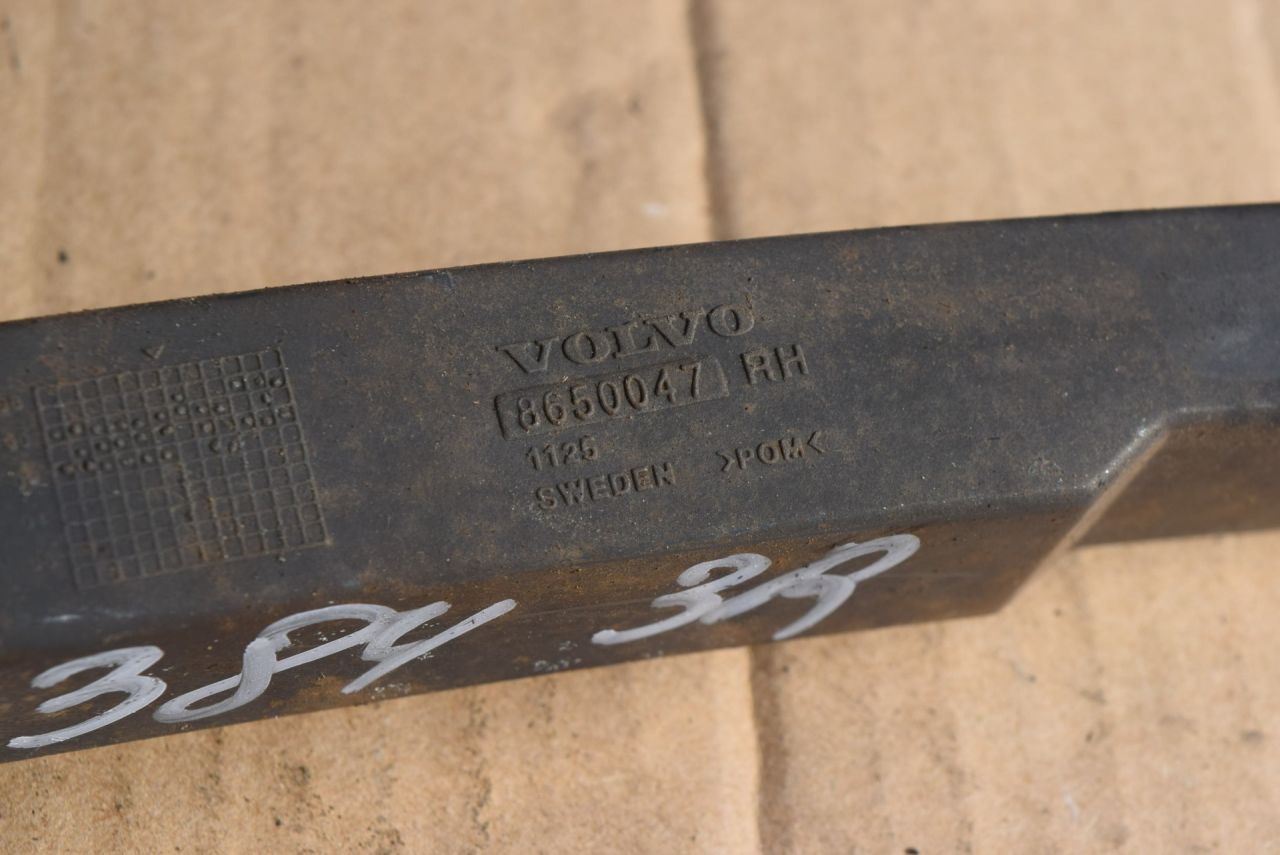 VOLVO
8650047 RH
1125
SWEDEN >POM<
384 39